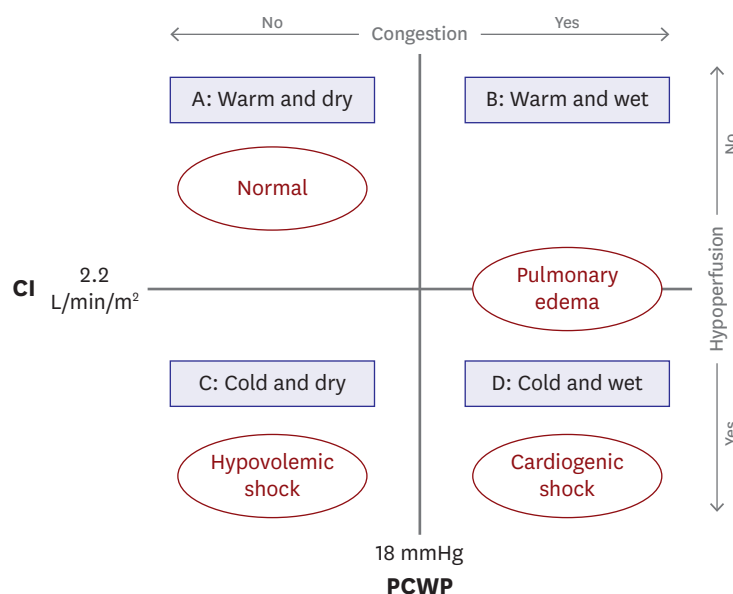 No
Congestion
Yes
A: Warm and dry
B: Warm and wet
No
Normal
Hypoperfusion
CI
2.2
L/min/m²
Pulmonary
edema
C: Cold and dry
D: Cold and wet
Yes
Hypovolemic
shock
Cardiogenic
shock
18 mmHg
PCWP